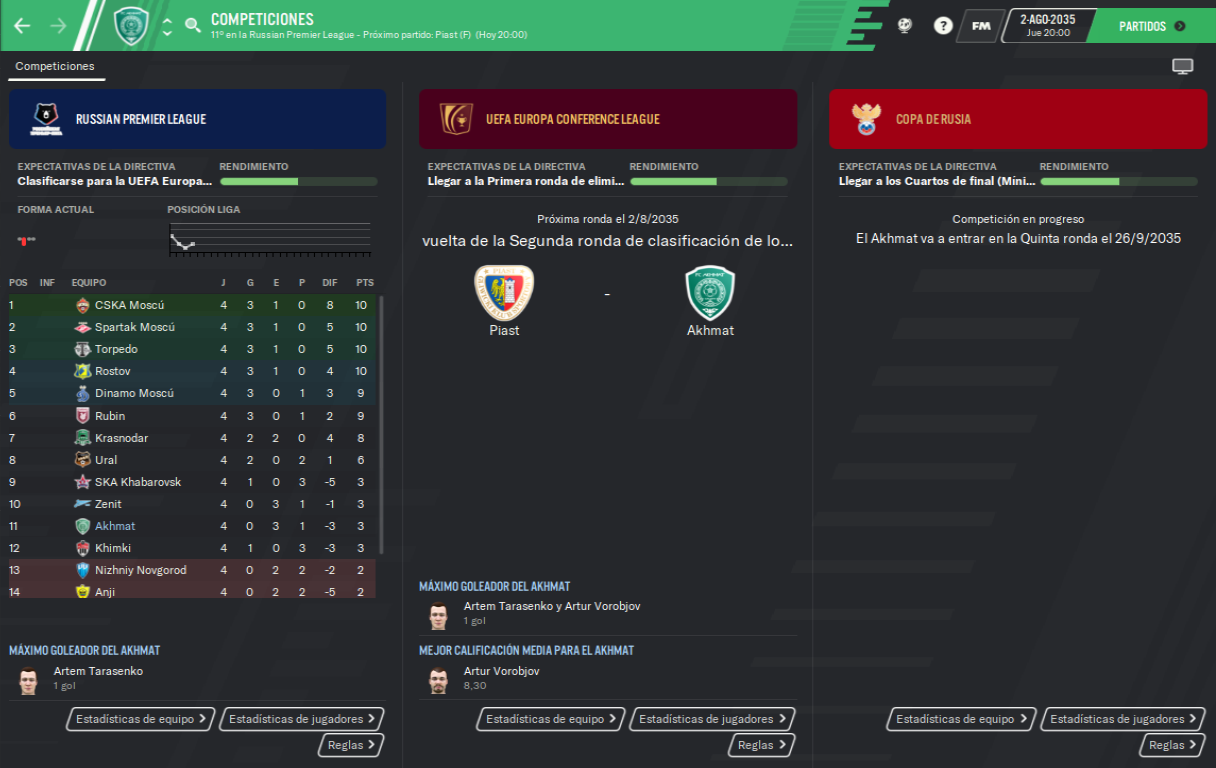 COMPETICIONES
11º en la Russian Premier League - Próximo partido: Piast (F) (Hoy 20:00)
?
FM
2-AGO-2035
Jue 20:00
PARTIDOS
Competiciones
RUSSIAN PREMIER LEAGUE
EXPECTATIVAS DE LA DIRECTIVA RENDIMIENTO
Clasificarse para la UEFA Europa...
FORMA ACTUAL POSICIÓN LIGA
POS INF EQUIPO J G E P DIF PTS
1 CSKA Moscú 4 3 1 0 8 10
2 Spartak Moscú 4 3 1 0 5 10
3 Torpedo 4 3 1 0 5 10
4 Rostov 4 3 1 0 4 10
5 Dinamo Moscú 4 3 0 1 3 9
6 Rubin 4 3 0 1 2 9
7 Krasnodar 4 2 2 0 4 8
8 Ural 4 2 0 2 1 6
9 SKA Khabarovsk 4 1 0 3 -5 3
10 Zenit 4 0 3 1 -1 3
11 Akhmat 4 0 3 1 -3 3
12 Khimki 4 1 0 3 -3 3
13 Nizhniy Novgorod 4 0 2 2 -2 2
14 Anji 4 0 2 2 -5 2
MÁXIMO GOLEADOR DEL AKHMAT
Artem Tarasenko
1 gol
Estadísticas de equipo Estadísticas de jugadores
Reglas
UEFA EUROPA CONFERENCE LEAGUE
EXPECTATIVAS DE LA DIRECTIVA RENDIMIENTO
Llegar a la Primera ronda de elimi...
Próxima ronda el 2/8/2035
vuelta de la Segunda ronda de clasificación de lo...
-
Piast Akhmat
MÁXIMO GOLEADOR DEL AKHMAT
Artem Tarasenko y Artur Vorobjov
1 gol
MEJOR CALIFICACIÓN MEDIA PARA EL AKHMAT
Artur Vorobjov
8,30
Estadísticas de equipo Estadísticas de jugadores
Reglas
COPA DE RUSIA
EXPECTATIVAS DE LA DIRECTIVA RENDIMIENTO
Llegar a los Cuartos de final (Míni...
Competición en progreso
El Akhmat va a entrar en la Quinta ronda el 26/9/2035
Estadísticas de equipo Estadísticas de jugadores
Reglas